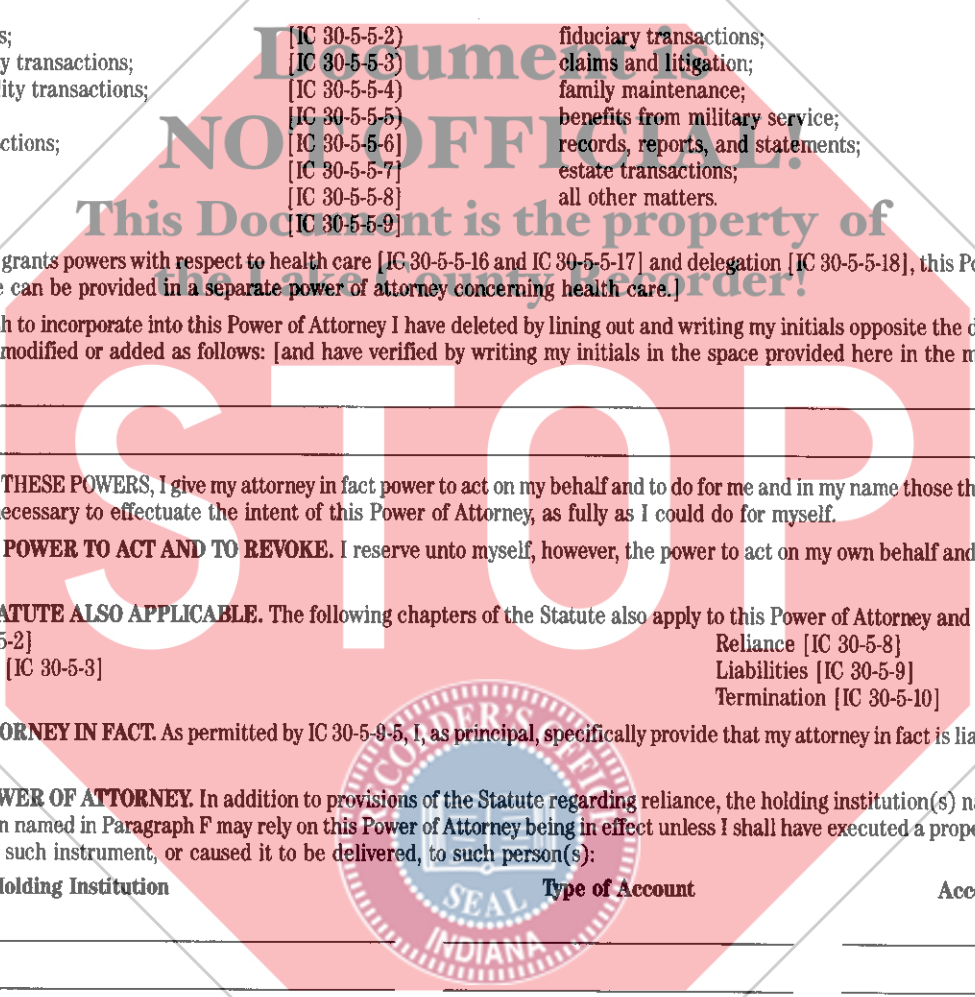 s; [IC 30-5-5-2) fiduciary transactions;
y transactions; [IC 30-5-5-3) claims and litigation;
ity transactions; [IC 30-5-5-4) family maintenance;
[IC 30-5-5-5) benefits from military service;
ctions; [IC 30-5-5-6] records, reports, and statements;
[IC 30-5-5-7] estate transactions;
[IC 30-5-5-8] all other matters.
[IC 30-5-5-9]
Document is
NOT OFFICIAL!
This Document is the property of
the Lake County Recorder!
grants powers with respect to health care [IC 30-5-5-16 and IC 30-5-5-17] and delegation [IC 30-5-5-18], this Po
e can be provided in a separate power of attorney concerning health care.]
h to incorporate into this Power of Attorney I have deleted by lining out and writing my initials opposite the d
modified or added as follows: [and have verified by writing my initials in the space provided here in the m
STOP
THESE POWERS, I give my attorney in fact power to act on my behalf and to do for me and in my name those th
ecessary to effectuate the intent of this Power of Attorney, as fully as I could do for myself.
POWER TO ACT AND TO REVOKE. I reserve unto myself, however, the power to act on my own behalf and
ATUTE ALSO APPLICABLE. The following chapters of the Statute also apply to this Power of Attorney and
5-2] Reliance [IC 30-5-8]
[IC 30-5-3] Liabilities [IC 30-5-9]
Termination [IC 30-5-10]
ORNEY IN FACT. As permitted by IC 30-5-9-5, I, as principal, specifically provide that my attorney in fact is lia
WER OF ATTORNEY. In addition to provisions of the Statute regarding reliance, the holding institution(s) na
n named in Paragraph F may rely on this Power of Attorney being in effect unless I shall have executed a prope
such instrument, or caused it to be delivered, to such person(s):
Holding Institution Type of Account Acco
RECORDER'S OFFICE
SEAL
INDIANA